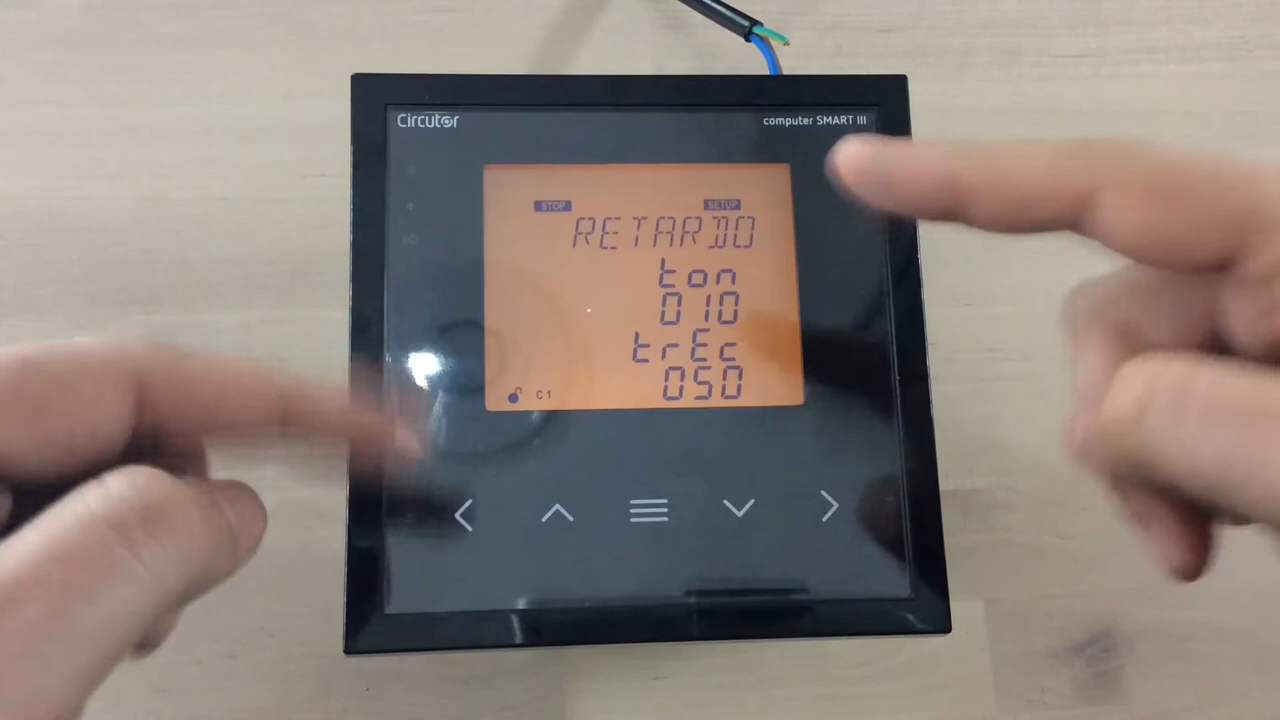 Circutor
computer SMART III
STOP SETUP
RETARDO
ton
010
trEc
050
C1